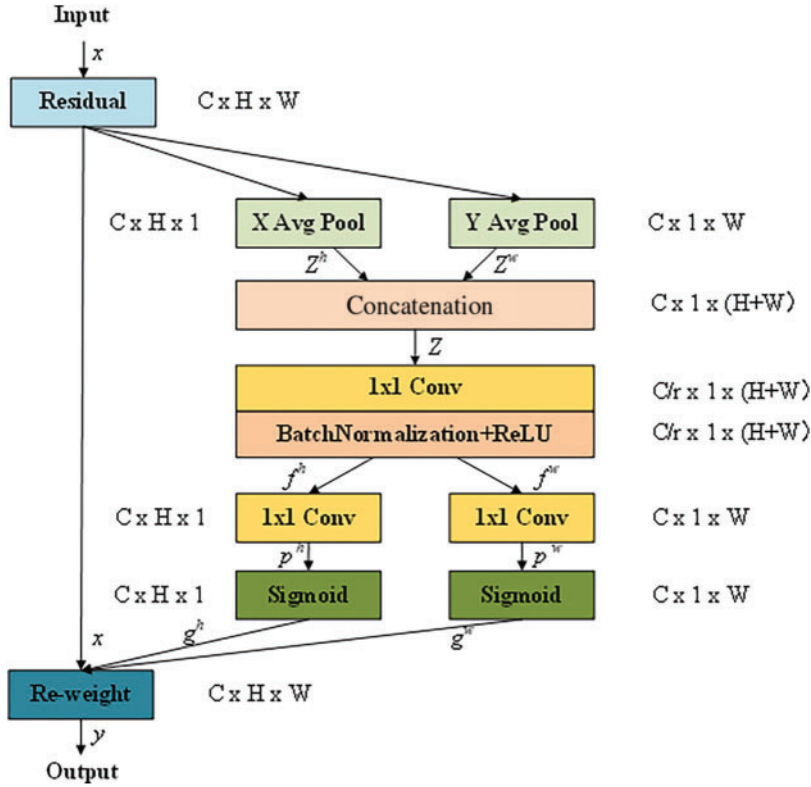 Input
x
Residual
C x H x W
C x H x 1
X Avg Pool
Y Avg Pool
C x 1 x W
Z^h
Z^w
Concatenation
C x 1 x (H+W)
Z
1x1 Conv
C/r x 1 x (H+W)
BatchNormalization+ReLU
C/r x 1 x (H+W)
f^h
f^w
C x H x 1
1x1 Conv
1x1 Conv
C x 1 x W
p^h
p^w
C x H x 1
Sigmoid
Sigmoid
C x 1 x W
x
g^h
g^w
Re-weight
C x H x W
y
Output